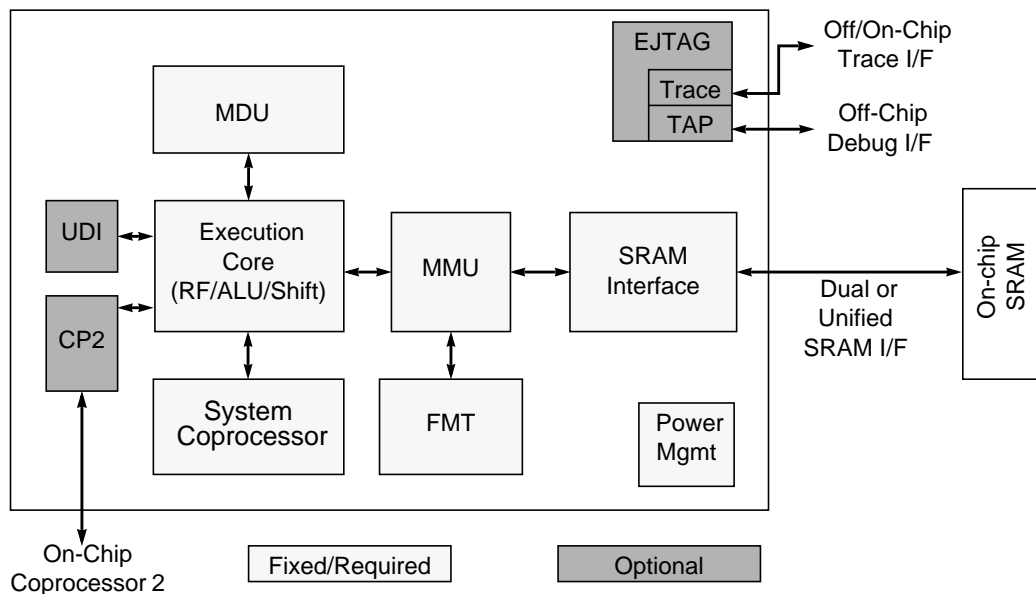 EJTAG
Trace
TAP
Off/On-Chip
Trace I/F
Off-Chip
Debug I/F
MDU
UDI
Execution
Core
(RF/ALU/Shift)
MMU
SRAM
Interface
Dual or
Unified
SRAM I/F
On-chip
SRAM
CP2
System
Coprocessor
FMT
Power
Mgmt
On-Chip
Coprocessor 2
Fixed/Required
Optional